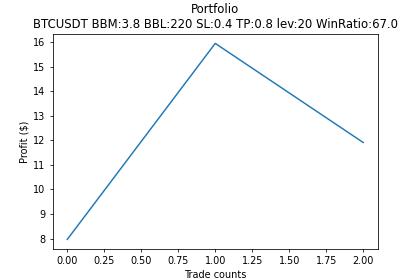 Portfolio
BTCUSDT BBM:3.8 BBL:220 SL:0.4 TP:0.8 lev:20 WinRatio:67.0
Profit ($)
16
15
14
13
12
11
10
9
8
0.00 0.25 0.50 0.75 1.00 1.25 1.50 1.75 2.00
Trade counts